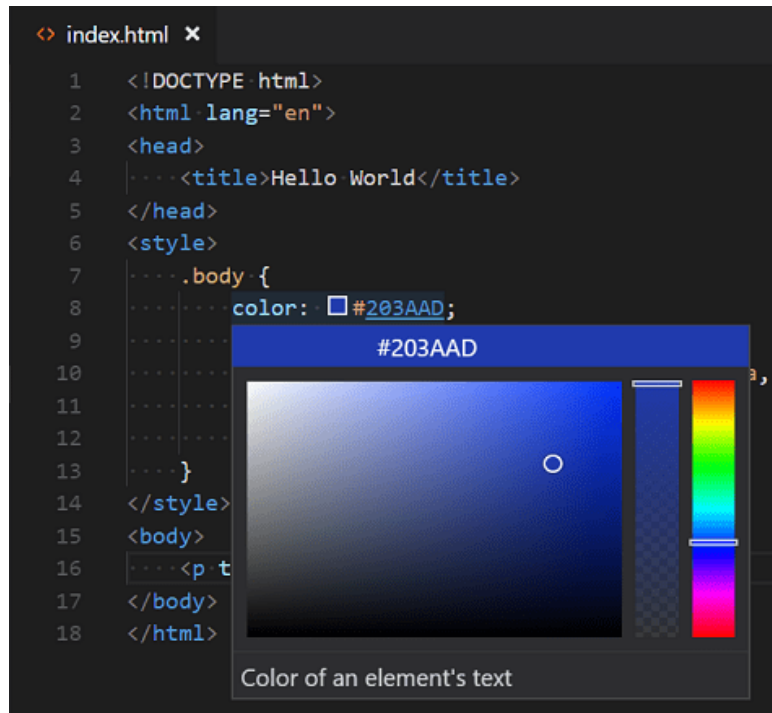 index.html
1 <!DOCTYPE html>
2 <html lang="en">
3 <head>
4 <title>Hello World</title>
5 </head>
6 <style>
7 .body {
8 color: #203AAD;
#203AAD
9
10 a,
11
12
13 }
14 </style>
15 <body>
16 <p t
17 </body>
18 </html>
Color of an element's text